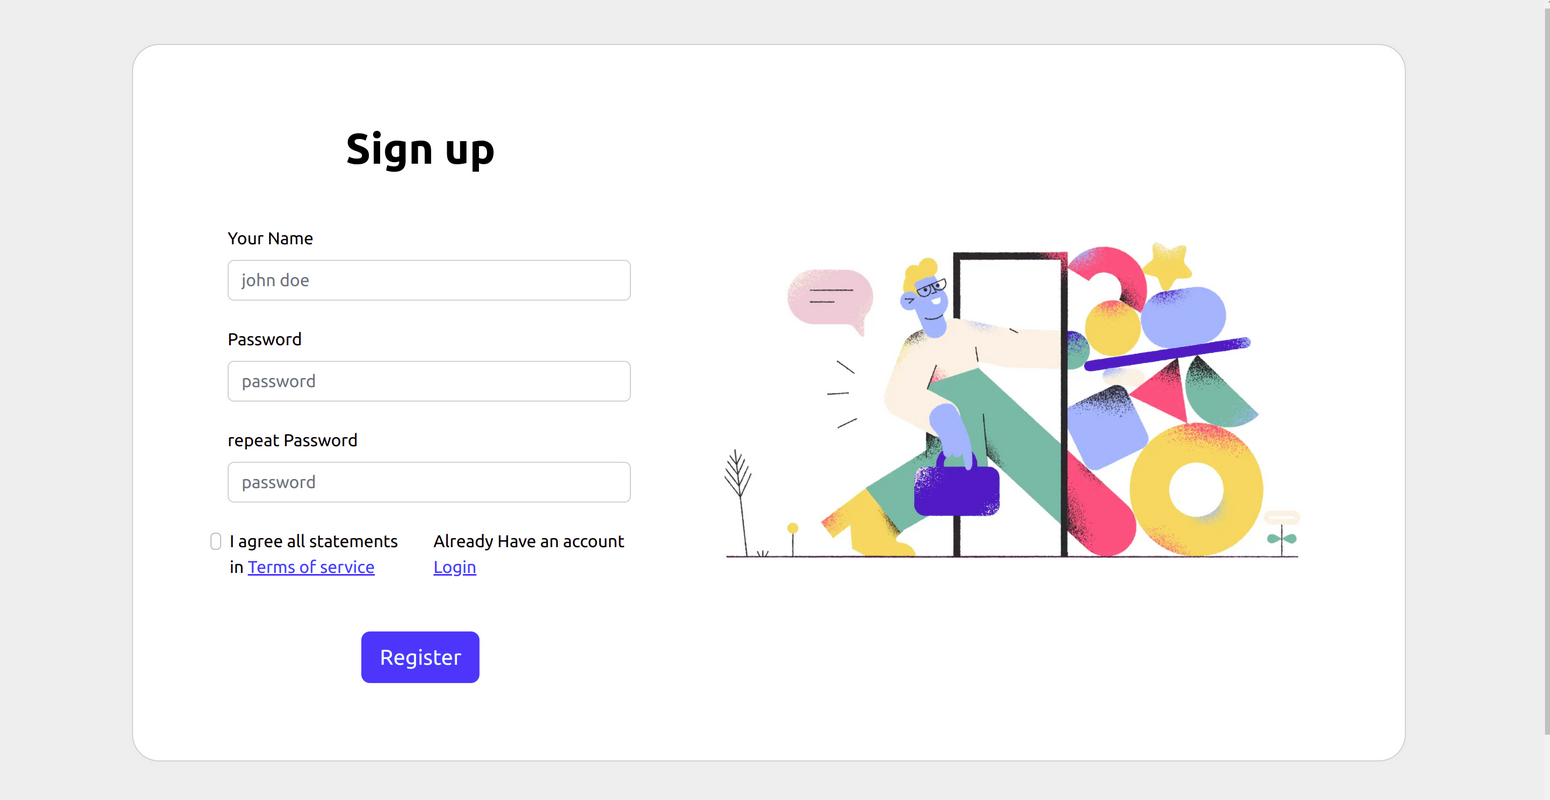 Sign up
Your Name
john doe
Password
password
repeat Password
password
I agree all statements
in Terms of service
Already Have an account
Login
Register